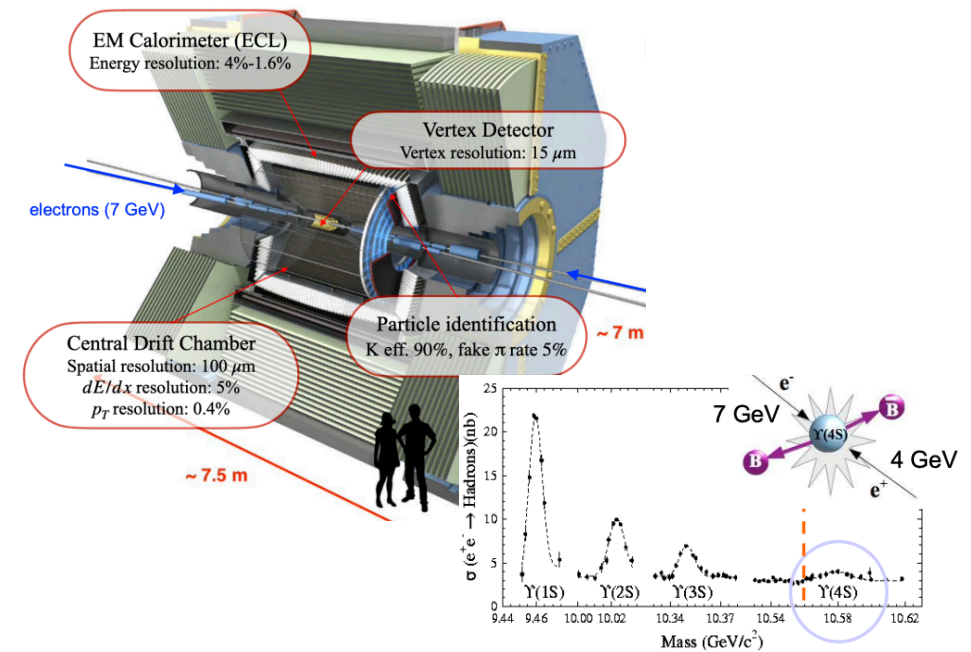 EM Calorimeter (ECL)
Energy resolution: 4%-1.6%
Vertex Detector
Vertex resolution: 15 μm
electrons (7 GeV)
Particle identification
K eff. 90%, fake π rate 5%
~ 7 m
Central Drift Chamber
Spatial resolution: 100 μm
dE/dx resolution: 5%
p_T resolution: 0.4%
~ 7.5 m
e⁻
7 GeV
B̅
ϒ(4S)
B
4 GeV
e⁺
σ (e⁺e⁻ → Hadrons)(nb)
25
20
15
10
5
0
ϒ(1S)
ϒ(2S)
ϒ(3S)
ϒ(4S)
9.44
9.46
10.00
10.02
10.34
10.37
10.54
10.58
10.62
Mass (GeV/c²)